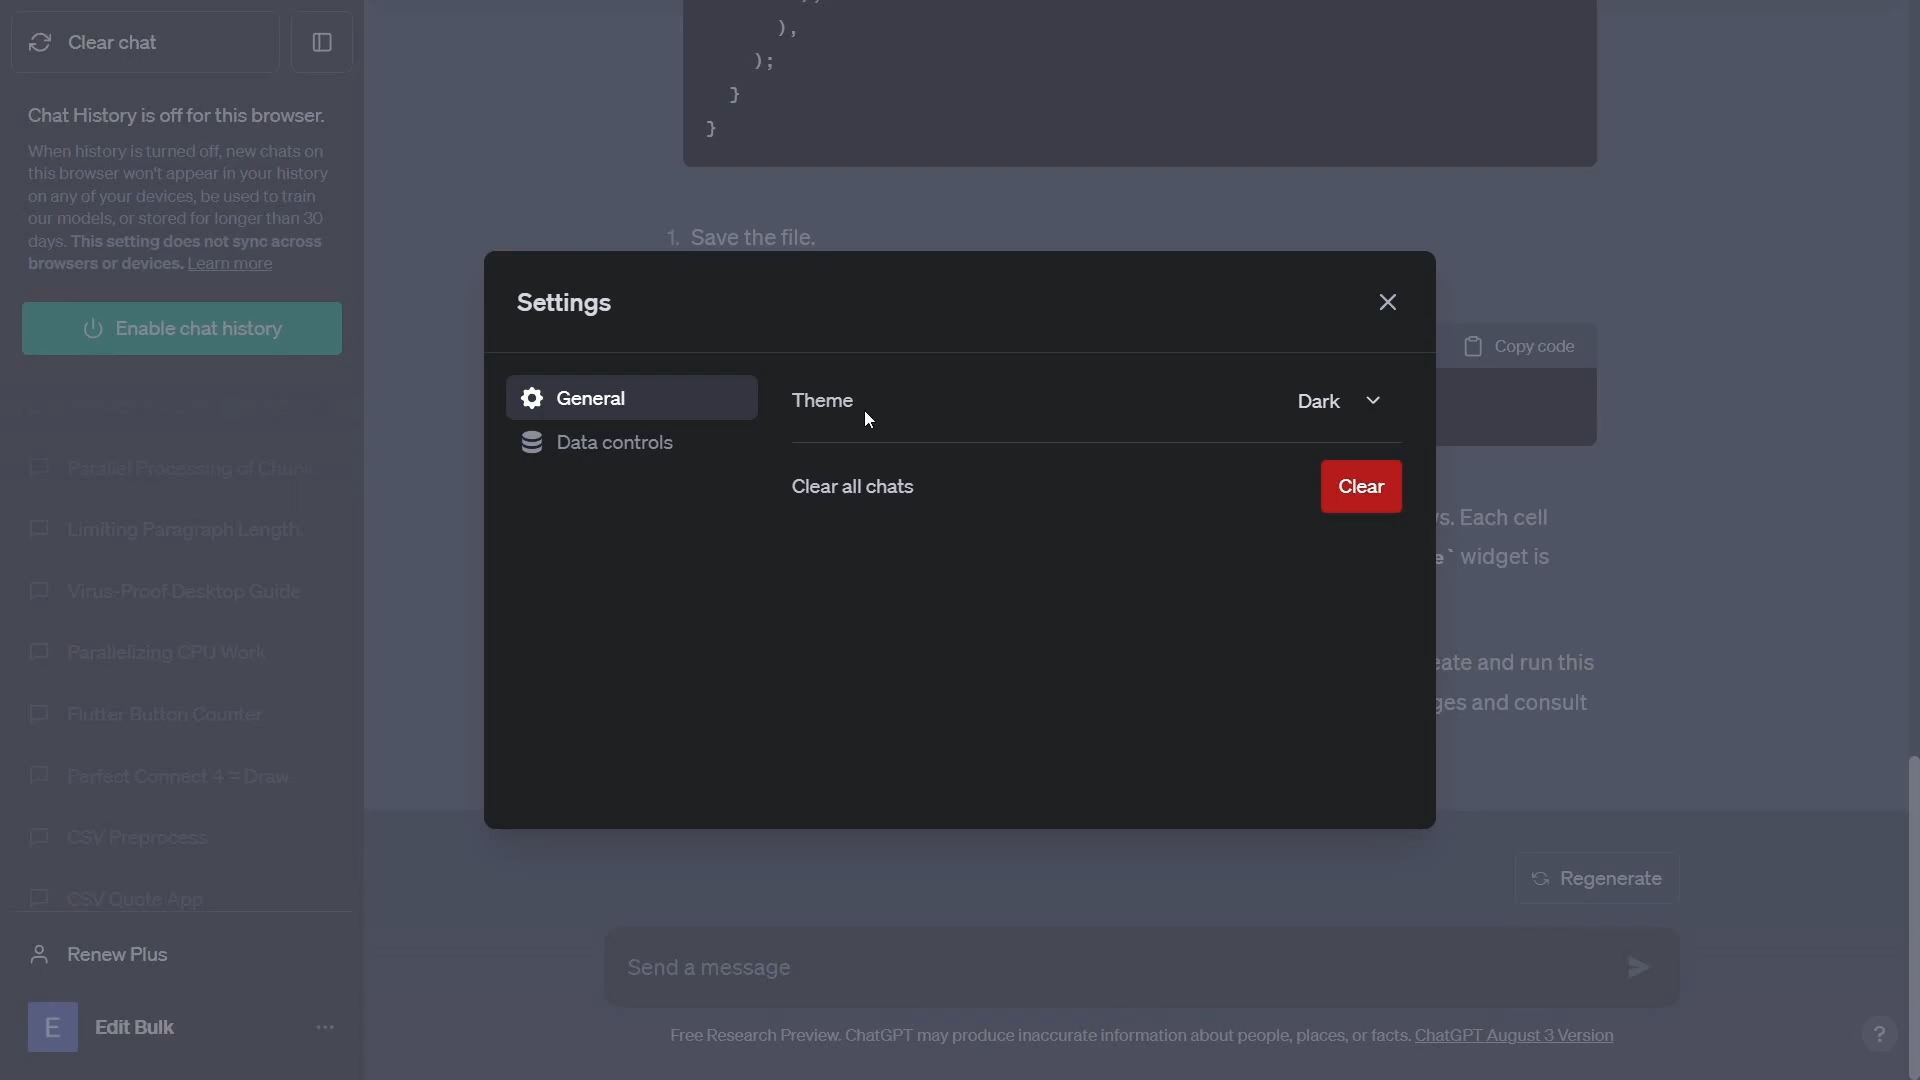 Clear chat
Chat History is off for this browser.
When history is turned off, new chats on
this browser won't appear in your history
on any of your devices, be used to train
our models, or stored for longer than 30
days. This setting does not sync across
browsers or devices. Learn more
Enable chat history
Parallel Processing of Chunk
Limiting Paragraph Length.
Virus-Proof Desktop Guide
Parallelizing CPU Work
Flutter Button Counter
Perfect Connect 4 = Draw.
CSV Preprocess
CSV Quote App
Renew Plus
E
Edit Bulk
),
);
}
}
1. Save the file.
Settings
General
Data controls
Theme
Dark
Clear all chats
Clear
Copy code
s. Each cell
e` widget is
eate and run this
ges and consult
Regenerate
Send a message
Free Research Preview. ChatGPT may produce inaccurate information about people, places, or facts. ChatGPT August 3 Version
?